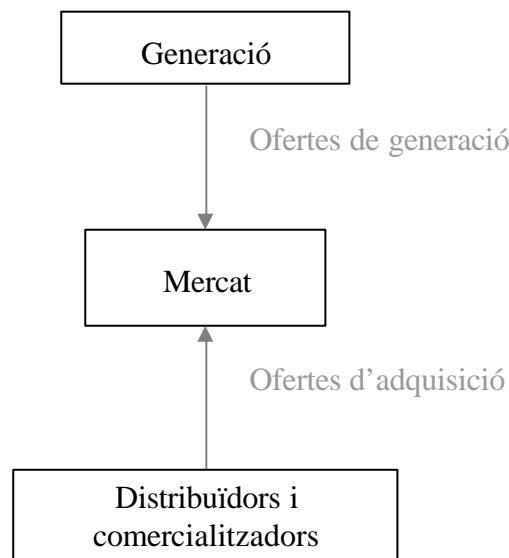 Generació
Ofertes de generació
Mercat
Ofertes d’adquisició
Distribuïdors i
comercialitzadors